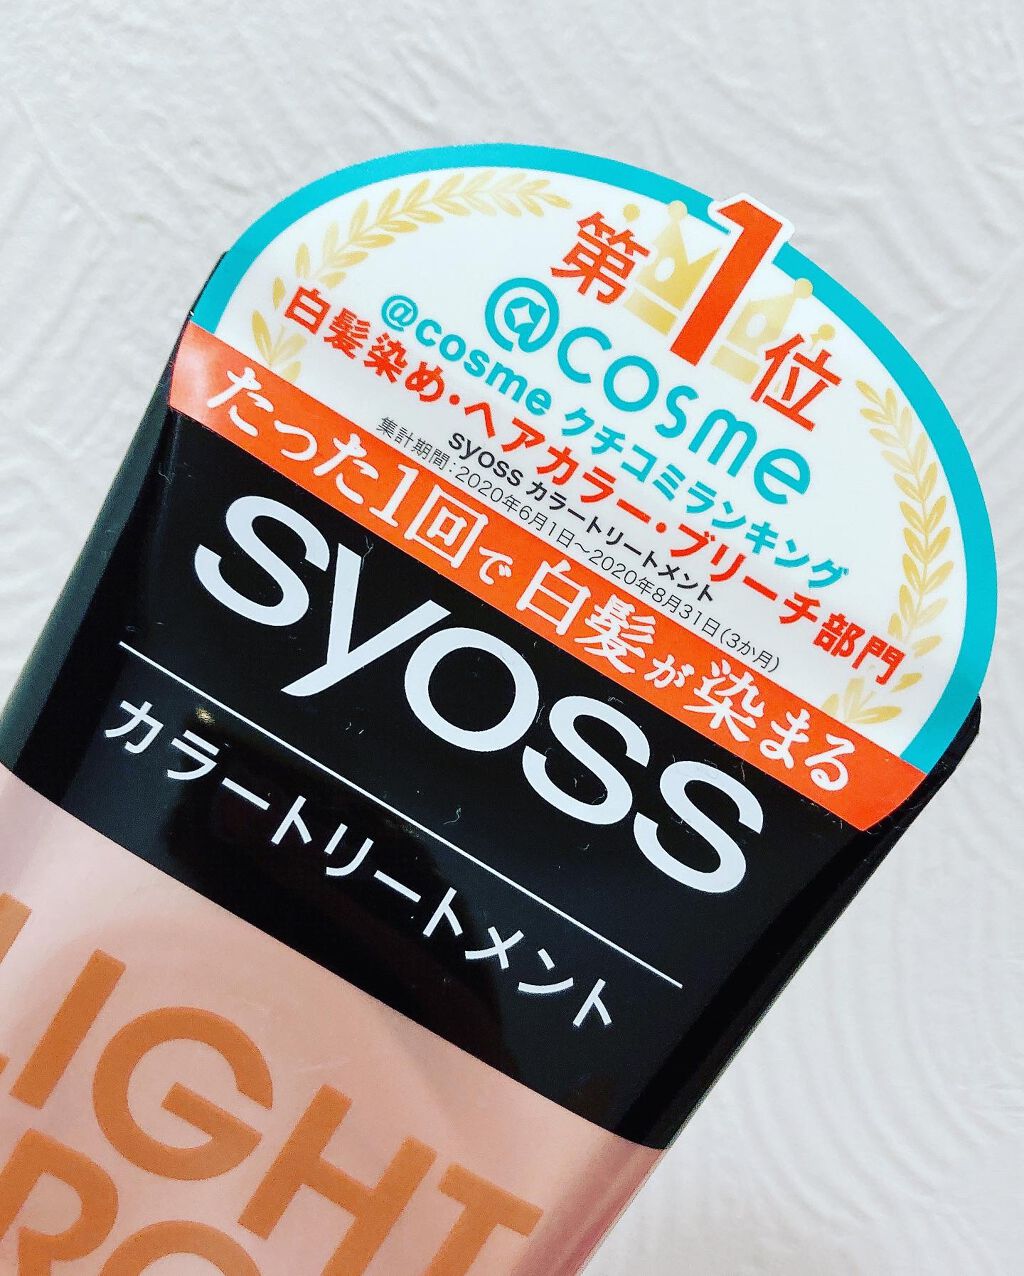 第1位
@cosme
@cosme クチコミランキング
白髪染め・ヘアカラー・ブリーチ部門
syoss カラートリートメント
集計期間:2020年6月1日〜2020年8月31日(3か月)
たった1回で白髪が染まる
syoss
カラートリートメント
LIGHT